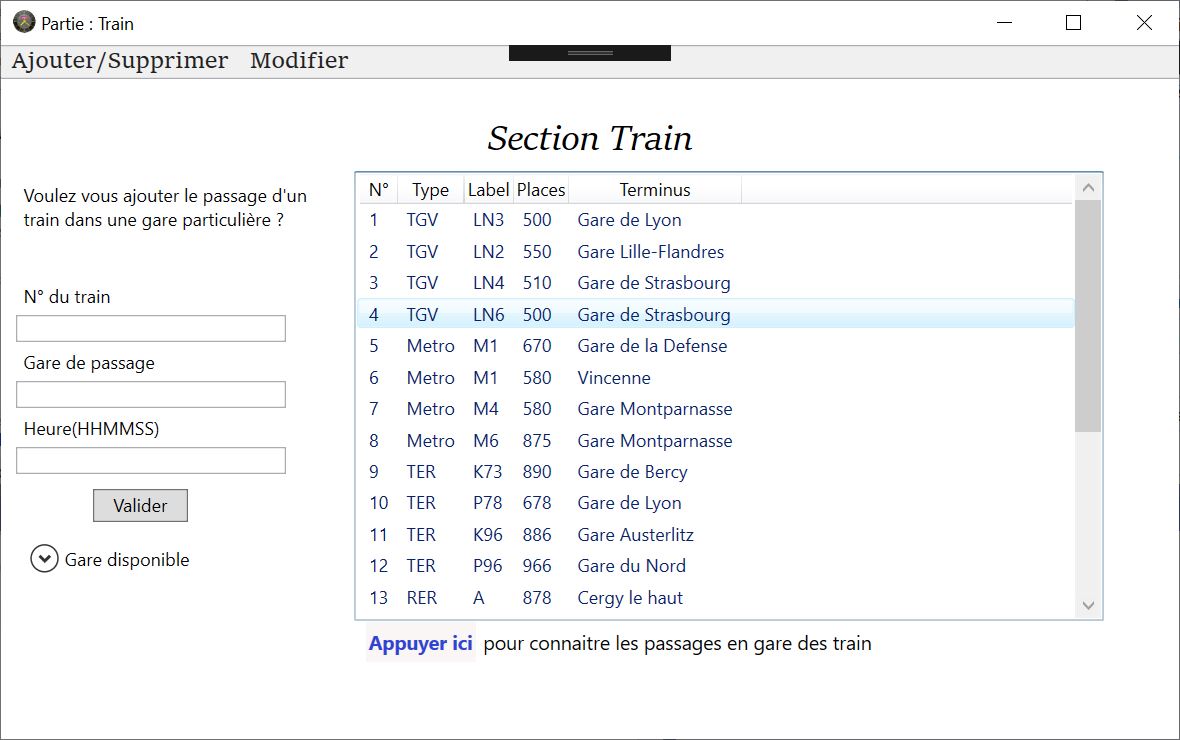 Partie : Train
Ajouter/Supprimer Modifier
Section Train
Voulez vous ajouter le passage d'un
train dans une gare particulière ?
N° du train
Gare de passage
Heure(HHMMSS)
Valider
Gare disponible
N° Type Label Places Terminus
1 TGV LN3 500 Gare de Lyon
2 TGV LN2 550 Gare Lille-Flandres
3 TGV LN4 510 Gare de Strasbourg
4 TGV LN6 500 Gare de Strasbourg
5 Metro M1 670 Gare de la Defense
6 Metro M1 580 Vincenne
7 Metro M4 580 Gare Montparnasse
8 Metro M6 875 Gare Montparnasse
9 TER K73 890 Gare de Bercy
10 TER P78 678 Gare de Lyon
11 TER K96 886 Gare Austerlitz
12 TER P96 966 Gare du Nord
13 RER A 878 Cergy le haut
Appuyer ici pour connaitre les passages en gare des train